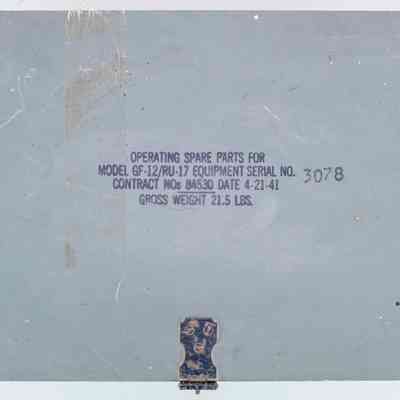 OPERATING SPARE PARTS FOR
MODEL GF-12/RU-17 EQUIPMENT SERIAL NO. 3078
CONTRACT NOs 84530 DATE 4-21-41
GROSS WEIGHT 21.5 LBS.